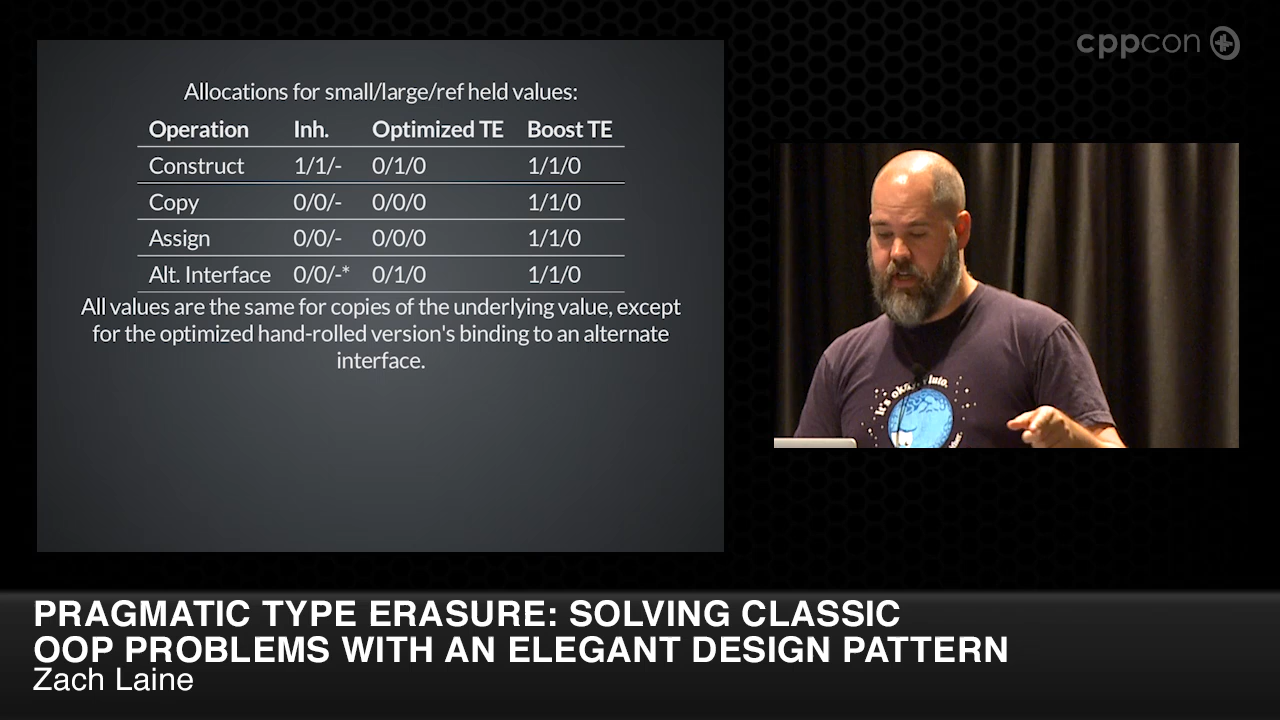 cppcon
Allocations for small/large/ref held values:
Operation Inh. Optimized TE Boost TE
Construct 1/1/- 0/1/0 1/1/0
Copy 0/0/- 0/0/0 1/1/0
Assign 0/0/- 0/0/0 1/1/0
Alt. Interface 0/0/-* 0/1/0 1/1/0
All values are the same for copies of the underlying value, except
for the optimized hand-rolled version's binding to an alternate
interface.
It's
PRAGMATIC TYPE ERASURE: SOLVING CLASSIC
OOP PROBLEMS WITH AN ELEGANT DESIGN PATTERN
Zach Laine